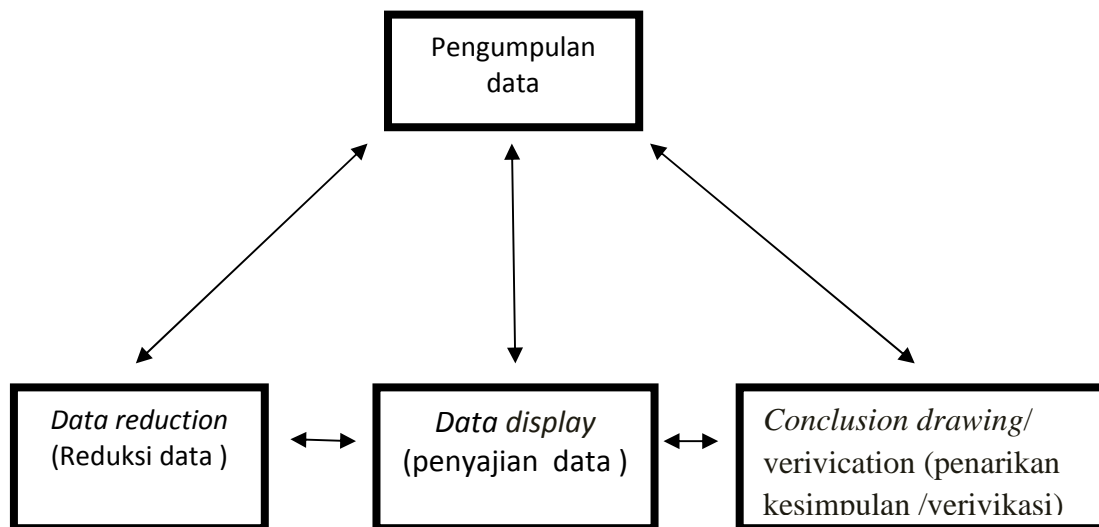 Pengumpulan
data
Data reduction
(Reduksi data )
Data display
(penyajian data )
Conclusion drawing/
verivication (penarikan
kesimpulan /verivikasi)